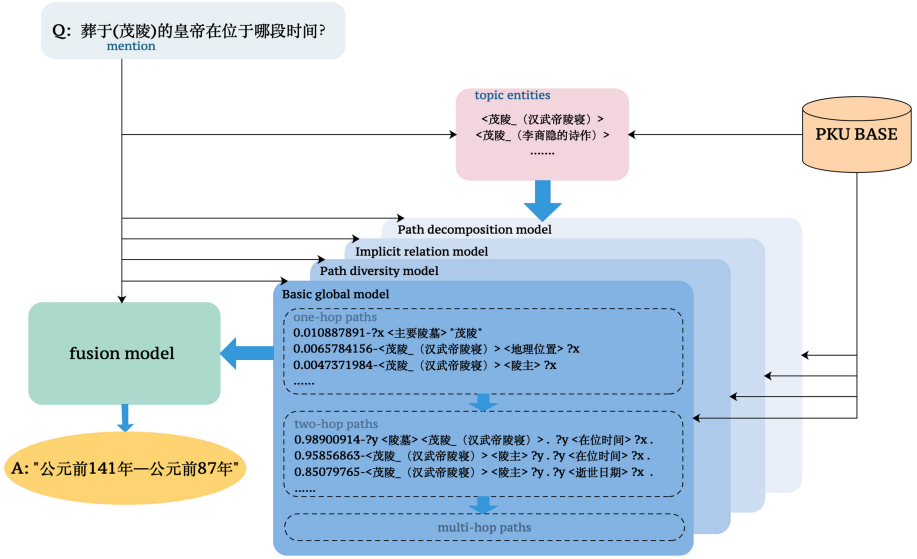 Q: 葬于(茂陵)的皇帝在位于哪段时间?
mention
topic entities
<茂陵_（汉武帝陵寝）>
<茂陵_（李商隐的诗作）>
.......
PKU BASE
Path decomposition model
Implicit relation model
Path diversity model
Basic global model
one-hop paths
0.010887891-?x <主要陵墓> "茂陵"
0.0065784156-<茂陵_（汉武帝陵寝）> <地理位置> ?x
0.0047371984-<茂陵_（汉武帝陵寝）> <陵主> ?x
......
fusion model
two-hop paths
0.98900914-?y <陵墓> <茂陵_（汉武帝陵寝）> . ?y <在位时间> ?x .
0.95856863-<茂陵_（汉武帝陵寝）> <陵主> ?y . ?y <在位时间> ?x .
0.85079765-<茂陵_（汉武帝陵寝）> <陵主> ?y . ?y <逝世日期> ?x .
......
A: "公元前141年—公元前87年"
multi-hop paths